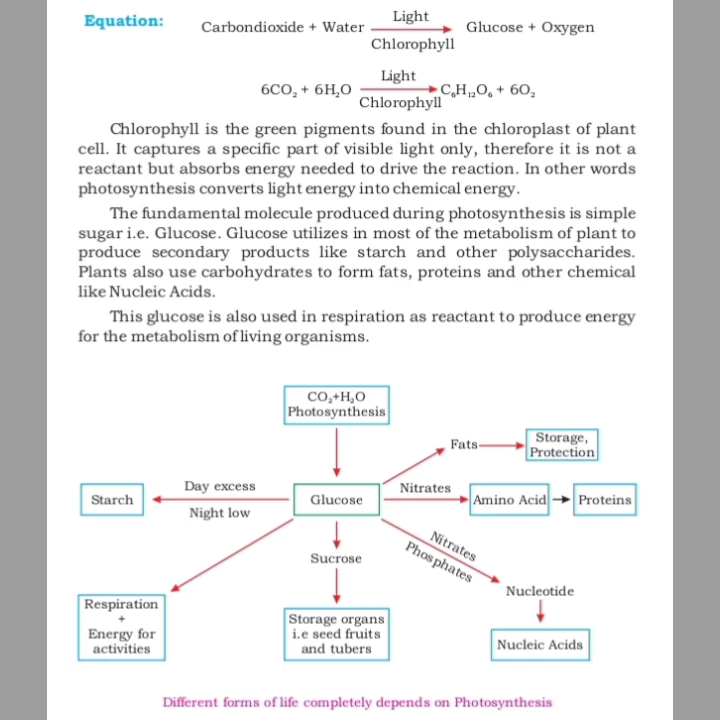 Equation:
Carbondioxide + Water Light Chlorophyll Glucose + Oxygen
6CO₂ + 6H₂O Light Chlorophyll C₆H₁₂O₆ + 6O₂
Chlorophyll is the green pigments found in the chloroplast of plant
cell. It captures a specific part of visible light only, therefore it is not a
reactant but absorbs energy needed to drive the reaction. In other words
photosynthesis converts light energy into chemical energy.
The fundamental molecule produced during photosynthesis is simple
sugar i.e. Glucose. Glucose utilizes in most of the metabolism of plant to
produce secondary products like starch and other polysaccharides.
Plants also use carbohydrates to form fats, proteins and other chemical
like Nucleic Acids.
This glucose is also used in respiration as reactant to produce energy
for the metabolism of living organisms.
CO₂+H₂O
Photosynthesis
Fats
Storage,
Protection
Starch
Day excess
Night low
Glucose
Nitrates
Amino Acid
Proteins
Nitrates
Phosphates
Sucrose
Nucleotide
Respiration
+
Energy for
activities
Storage organs
i.e seed fruits
and tubers
Nucleic Acids
Different forms of life completely depends on Photosynthesis